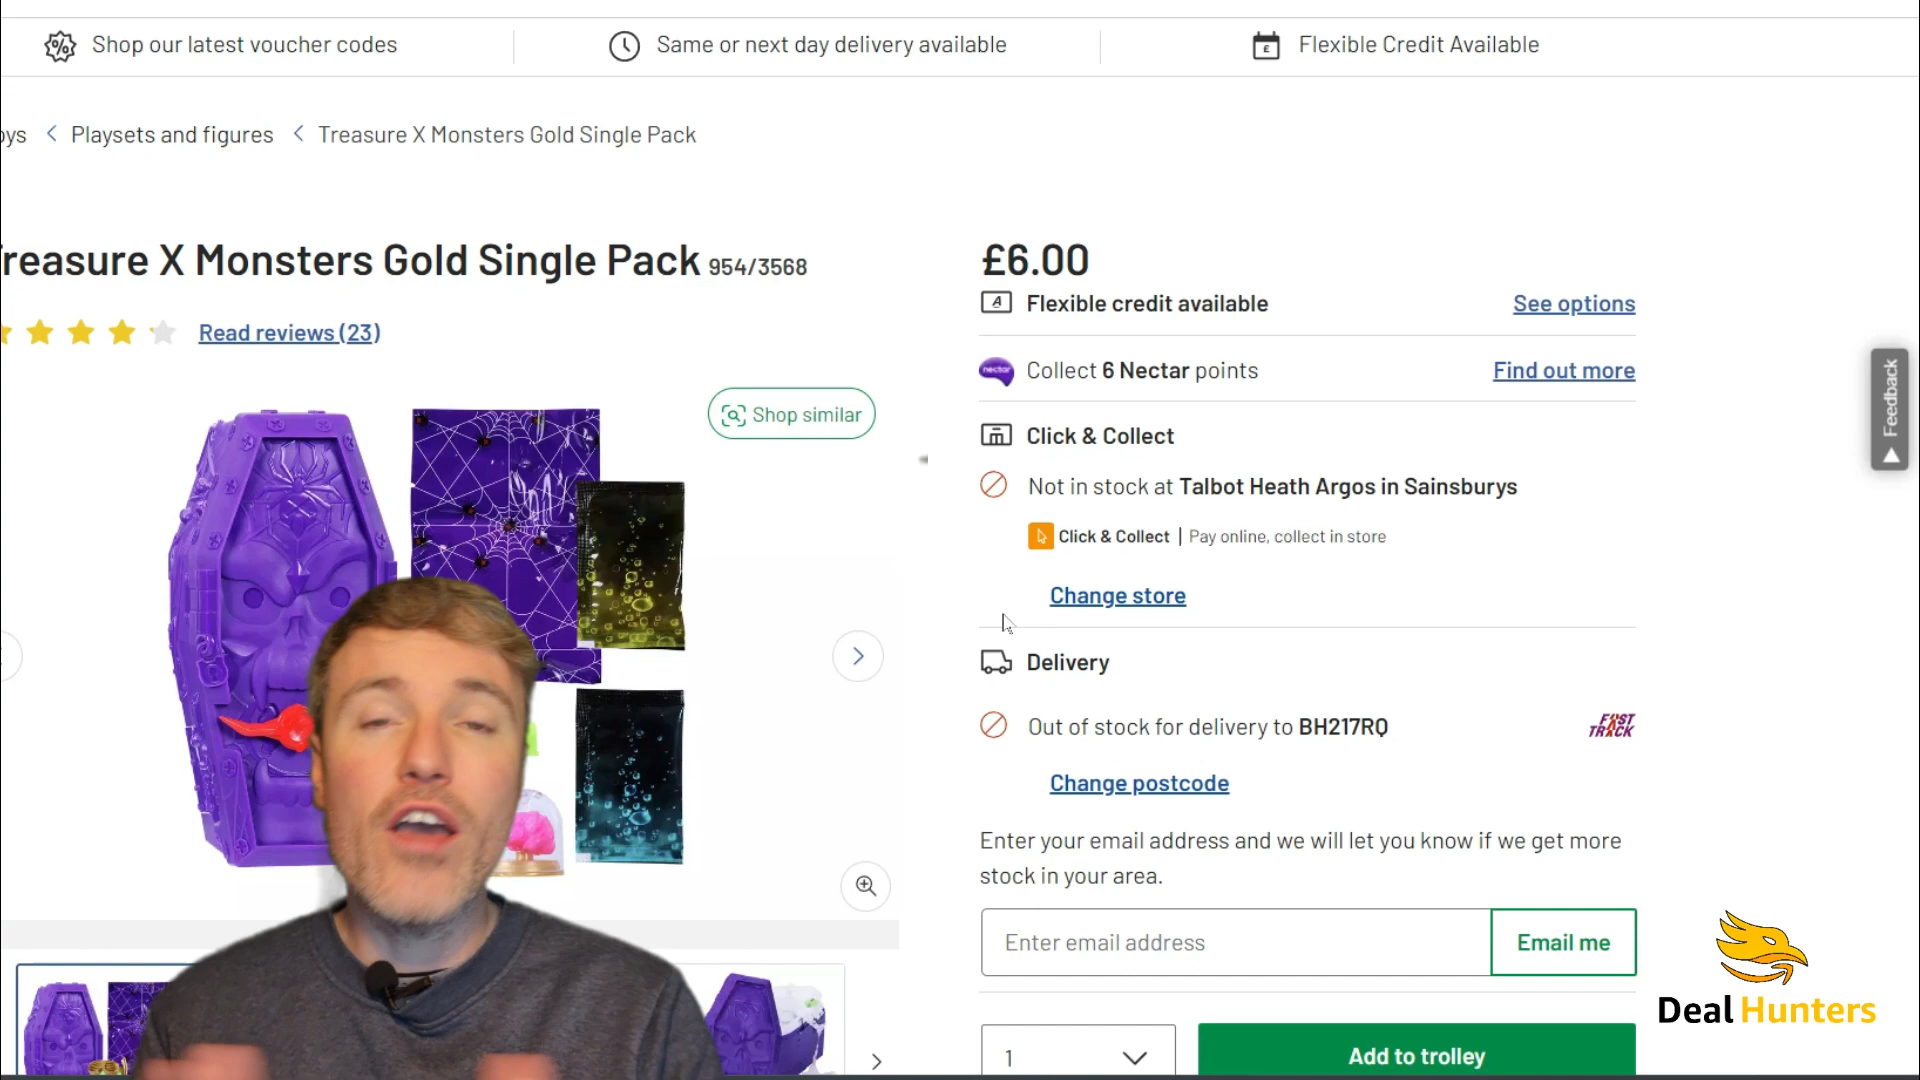 Shop our latest voucher codes
Same or next day delivery available
Flexible Credit Available
oys < Playsets and figures < Treasure X Monsters Gold Single Pack
reasure X Monsters Gold Single Pack 954/3568
Read reviews (23)
Shop similar
£6.00
Flexible credit available
See options
nectar
Collect 6 Nectar points
Find out more
Click & Collect
Not in stock at Talbot Heath Argos in Sainsburys
Click & Collect | Pay online, collect in store
Change store
Delivery
Out of stock for delivery to BH217RQ
FAST TRACK
Change postcode
Enter your email address and we will let you know if we get more
stock in your area.
Enter email address
Email me
1
Add to trolley
Feedback
Deal Hunters